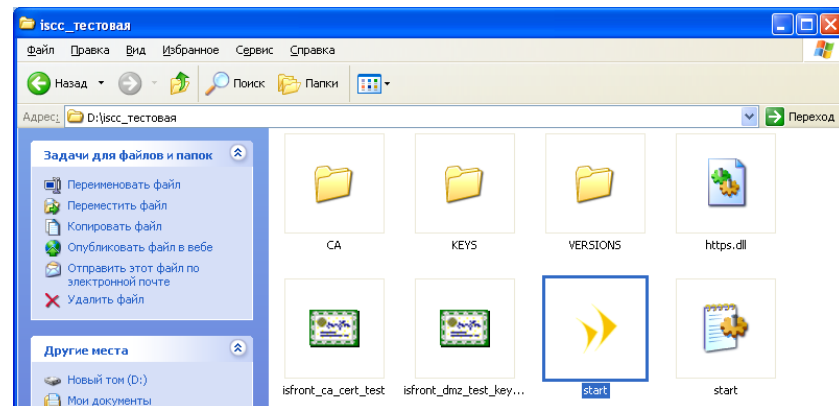 iscc_тестовая
Файл Правка Вид Избранное Сервис Справка
Назад Поиск Папки
Адрес: D:\iscc_тестовая Переход
Задачи для файлов и папок
Переименовать файл
Переместить файл
Копировать файл
Опубликовать файл в вебе
Отправить этот файл по
электронной почте
Удалить файл
Другие места
Новый том (D:)
Мои документы
CA KEYS VERSIONS https.dll
isfront_ca_cert_test isfront_dmz_test_key... start start